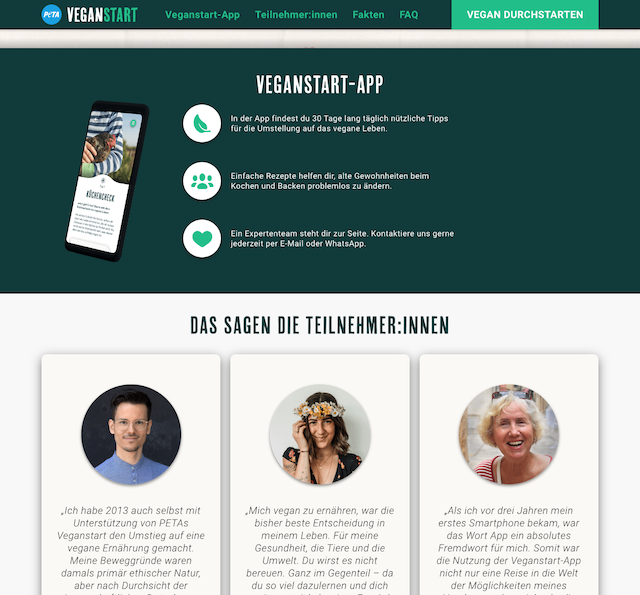 PeTA VEGANSTART
Veganstart-App Teilnehmer:innen Fakten FAQ VEGAN DURCHSTARTEN
VEGANSTART-APP
In der App findest du 30 Tage lang täglich nützliche Tipps
für die Umstellung auf das vegane Leben.
KÜCHENCHECK
Einfache Rezepte helfen dir, alte Gewohnheiten beim
Kochen und Backen problemlos zu ändern.
Ein Expertenteam steht dir zur Seite. Kontaktiere uns gerne
jederzeit per E-Mail oder WhatsApp.
DAS SAGEN DIE TEILNEHMER:INNEN
„Ich habe 2013 auch selbst mit
Unterstützung von PETAs
Veganstart den Umstieg auf eine
vegane Ernährung gemacht.
Meine Beweggründe waren
damals primär ethischer Natur,
aber nach Durchsicht der
„Mich vegan zu ernähren, war die
bisher beste Entscheidung in
meinem Leben. Für meine
Gesundheit, die Tiere und die
Umwelt. Du wirst es nicht
bereuen. Ganz im Gegenteil – da
du so viel dazulernen und dich
„Als ich vor drei Jahren mein
erstes Smartphone bekam, war
das Wort App ein absolutes
Fremdwort für mich. Somit war
die Nutzung der Veganstart-App
nicht nur eine Reise in die Welt
der Möglichkeiten meines